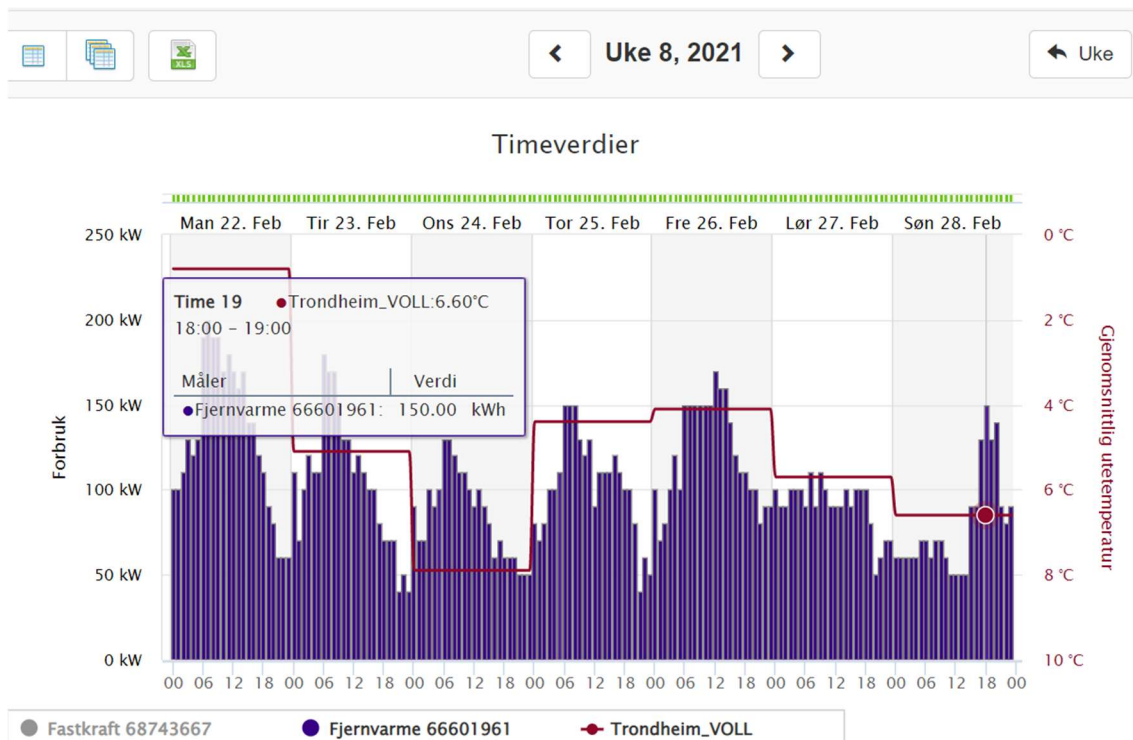 XLS
Uke 8, 2021
Uke
Timeverdier
Man 22. Feb Tir 23. Feb Ons 24. Feb Tor 25. Feb Fre 26. Feb Lør 27. Feb Søn 28. Feb
250 kW
200 kW
150 kW
100 kW
50 kW
0 kW
Forbruk
Time 19 Trondheim_VOLL:6.60°C
18:00 - 19:00
Måler Verdi
Fjernvarme 66601961: 150.00 kWh
0 °C
2 °C
4 °C
6 °C
8 °C
10 °C
Gjenomsnittlig utetemperatur
00 06 12 18 00 06 12 18 00 06 12 18 00 06 12 18 00 06 12 18 00 06 12 18 00 06 12 18 00
Fastkraft 68743667 Fjernvarme 66601961 Trondheim_VOLL